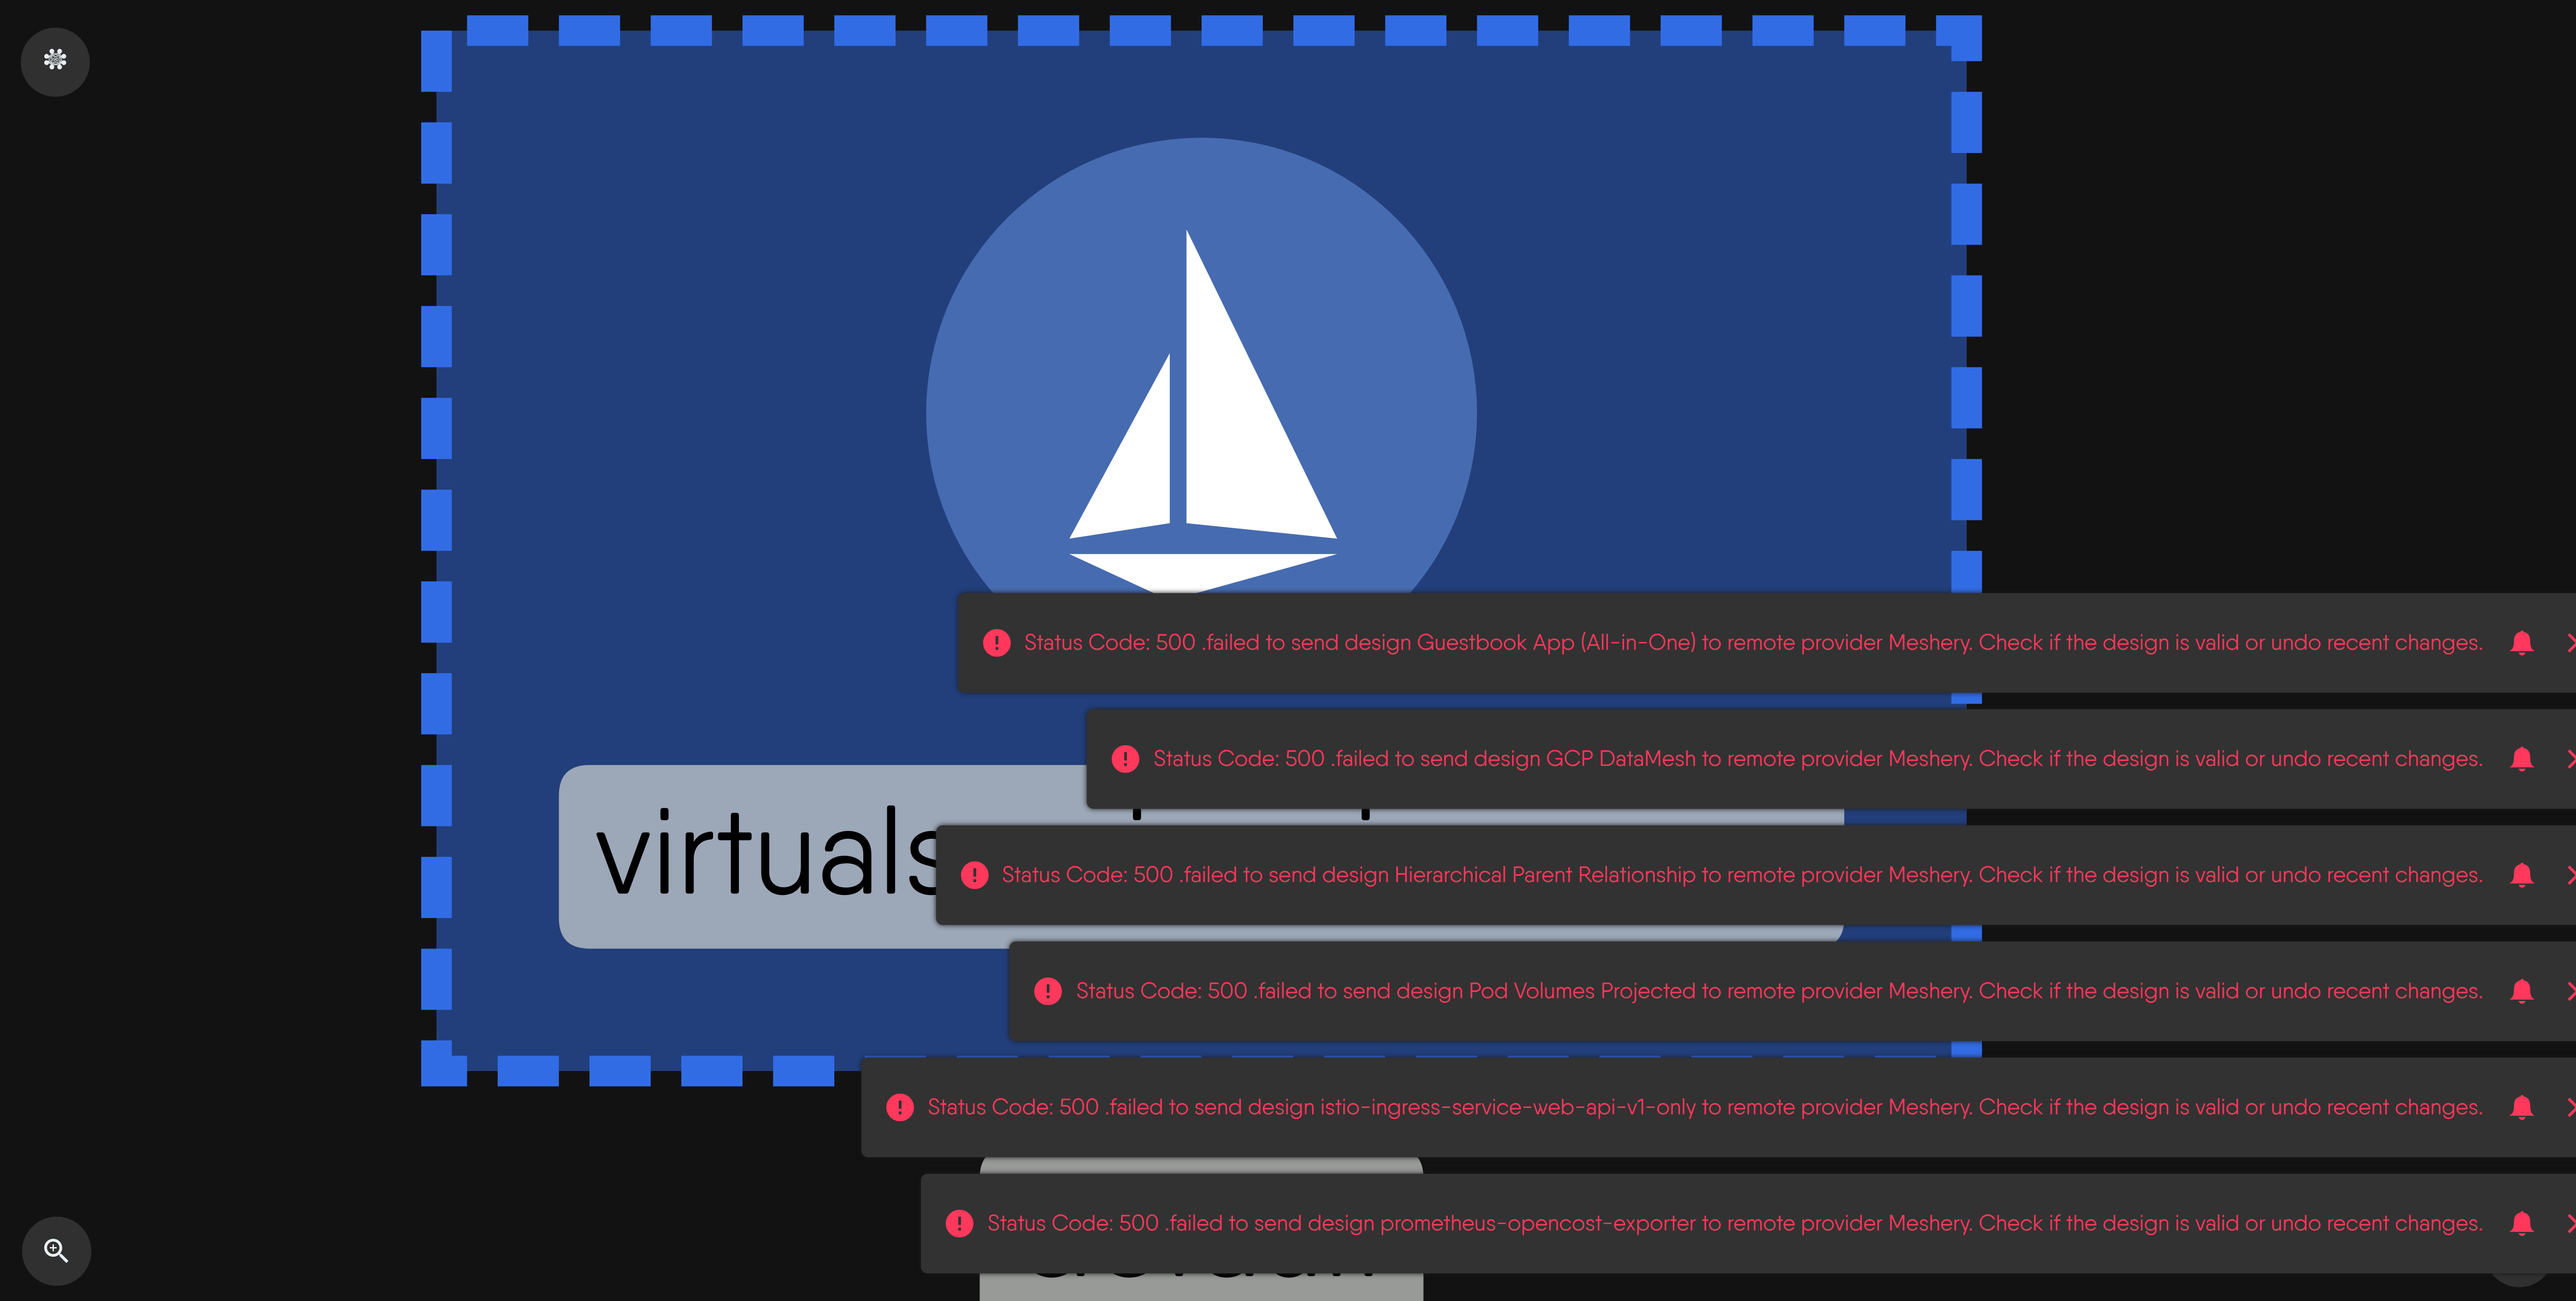 Status Code: 500 .failed to send design Guestbook App (All-in-One) to remote provider Meshery. Check if the design is valid or undo recent changes.
Status Code: 500 .failed to send design GCP DataMesh to remote provider Meshery. Check if the design is valid or undo recent changes.
Status Code: 500 .failed to send design Hierarchical Parent Relationship to remote provider Meshery. Check if the design is valid or undo recent changes.
Status Code: 500 .failed to send design Pod Volumes Projected to remote provider Meshery. Check if the design is valid or undo recent changes.
Status Code: 500 .failed to send design istio-ingress-service-web-api-v1-only to remote provider Meshery. Check if the design is valid or undo recent changes.
Status Code: 500 .failed to send design prometheus-opencost-exporter to remote provider Meshery. Check if the design is valid or undo recent changes.